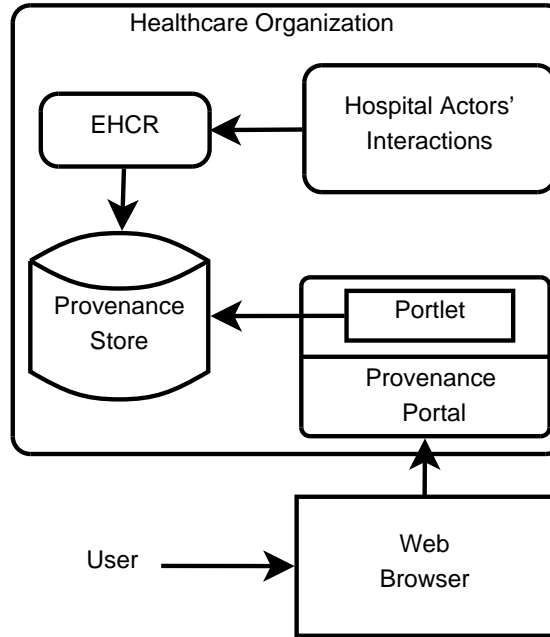 Healthcare Organization
EHCR
Hospital Actors'
Interactions
Provenance
Store
Portlet
Provenance
Portal
User
Web
Browser